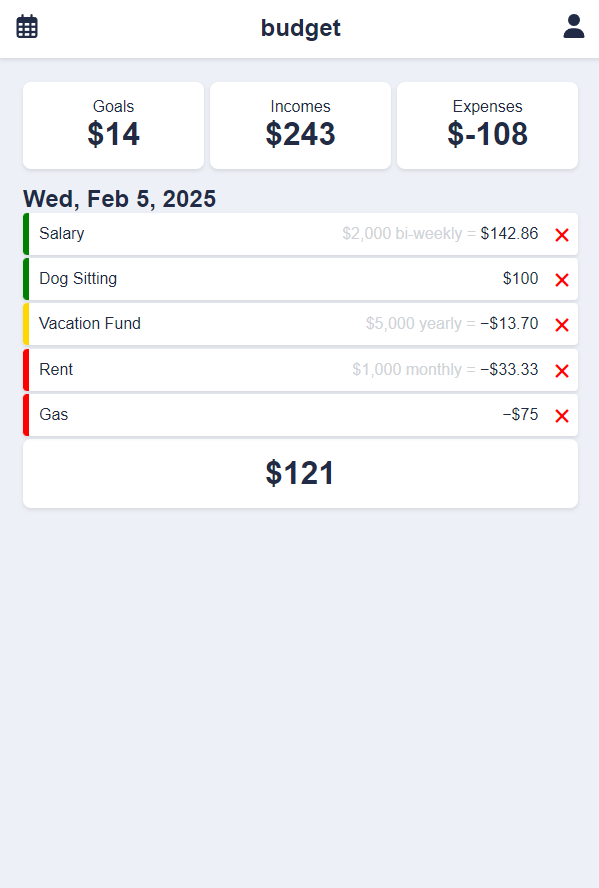 budget
Goals
$14
Incomes
$243
Expenses
$-108
Wed, Feb 5, 2025
Salary $2,000 bi-weekly = $142.86
Dog Sitting $100
Vacation Fund $5,000 yearly = −$13.70
Rent $1,000 monthly = −$33.33
Gas −$75
$121